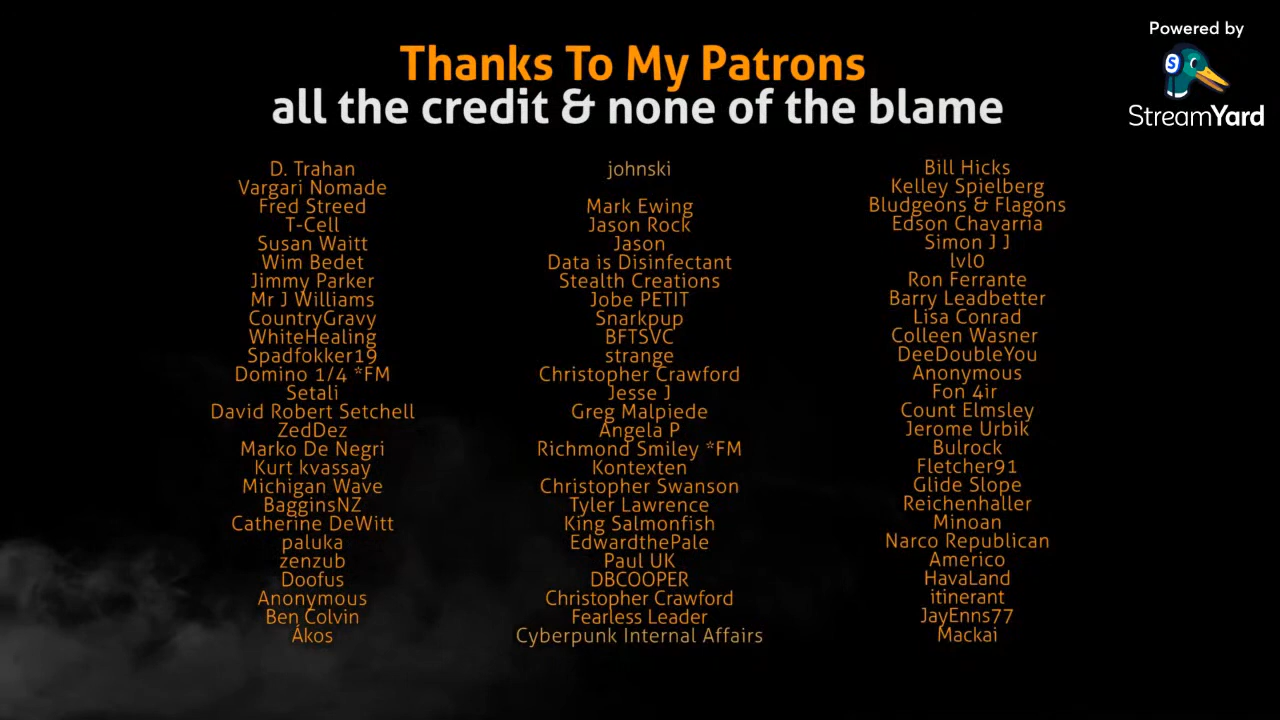 Powered by
StreamYard
Thanks To My Patrons
all the credit & none of the blame
D. Trahan
Vargari Nomade
Fred Streed
T-Cell
Susan Waitt
Wim Bedet
Jimmy Parker
Mr J Williams
CountryGravy
WhiteHealing
Spadfokker19
Domino 1/4 *FM
Setali
David Robert Setchell
ZedDez
Marko De Negri
Kurt kvassay
Michigan Wave
BagginsNZ
Catherine DeWitt
paluka
zenzub
Doofus
Anonymous
Ben Colvin
Ákos
johnski
Mark Ewing
Jason Rock
Jason
Data is Disinfectant
Stealth Creations
Jobe PETIT
Snarkpup
BFTSVC
strange
Christopher Crawford
Jesse J
Greg Malpiede
Angela P
Richmond Smiley *FM
Kontexten
Christopher Swanson
Tyler Lawrence
King Salmonfish
EdwardthePale
Paul UK
DBCOOPER
Christopher Crawford
Fearless Leader
Cyberpunk Internal Affairs
Bill Hicks
Kelley Spielberg
Bludgeons & Flagons
Edson Chavarria
Simon J J
lvl0
Ron Ferrante
Barry Leadbetter
Lisa Conrad
Colleen Wasner
DeeDoubleYou
Anonymous
Fon 4ir
Count Elmsley
Jerome Urbik
Bulrock
Fletcher91
Glide Slope
Reichenhaller
Minoan
Narco Republican
Americo
HavaLand
itinerant
JayEnns77
Mackai